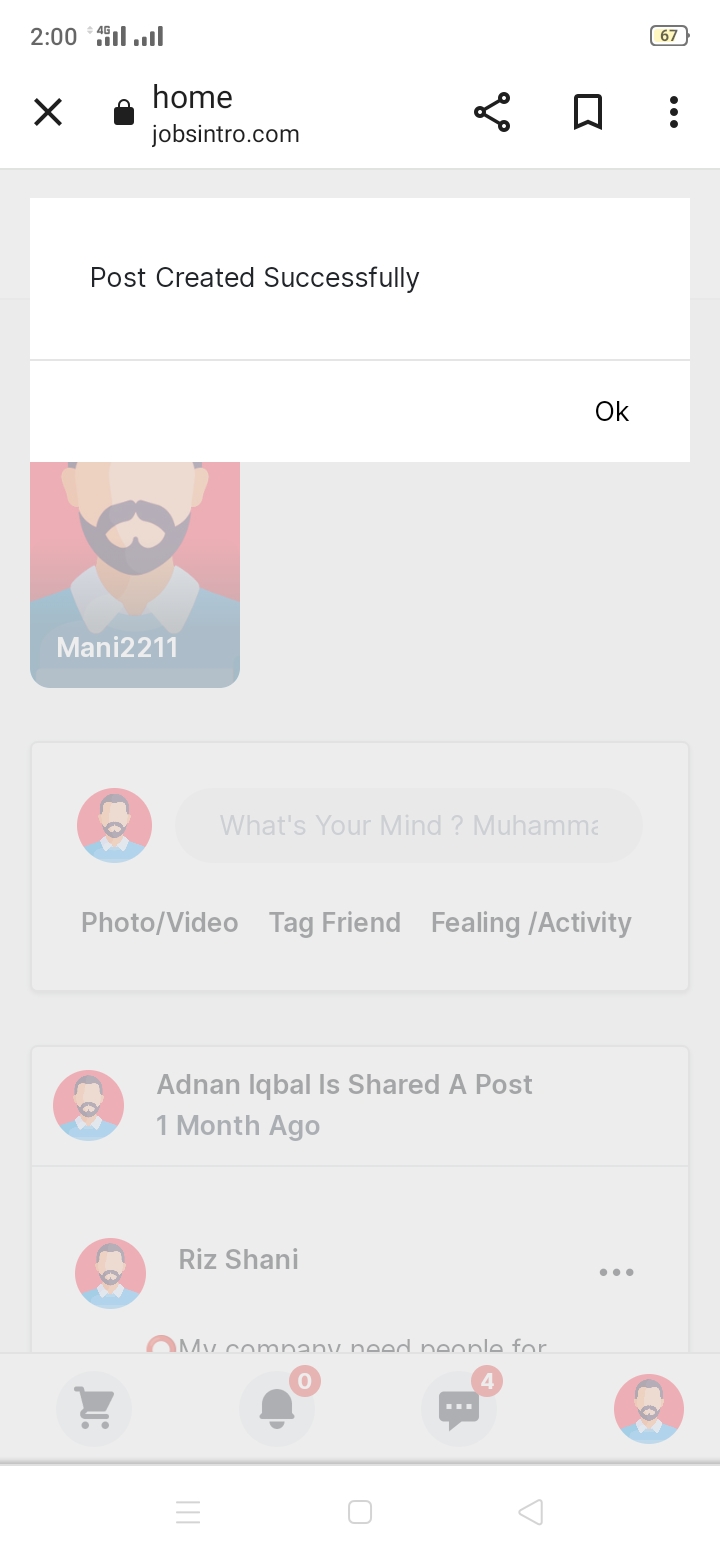 2:00 4G 67
home
jobsintro.com
Post Created Successfully
Ok
Mani2211
What's Your Mind ? Muhamma
Photo/Video Tag Friend Fealing /Activity
Adnan Iqbal Is Shared A Post
1 Month Ago
Riz Shani
My company need people for
0 4